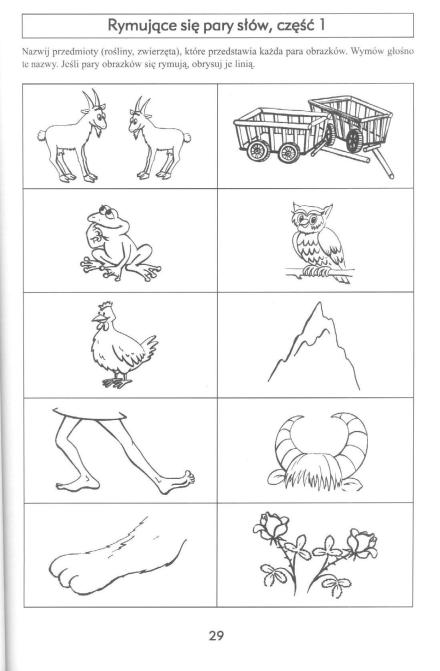 Rymujące się pary słów, część 1
Nazwij przedmioty (rośliny, zwierzęta), które przedstawia każda para obrazków. Wymów głośno
te nazwy. Jeśli pary obrazków się rymują, obrysuj je linią.
29